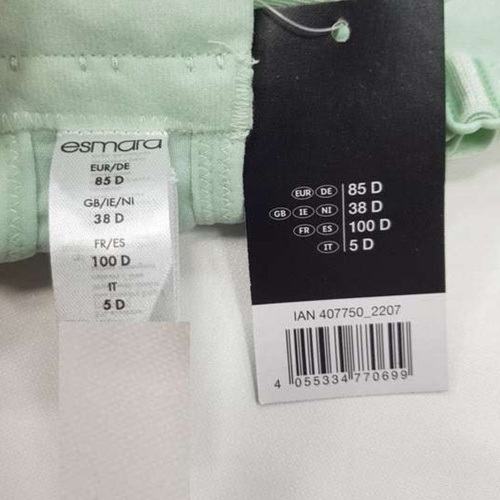 esmara
EUR/DE
85 D
GB/IE/NI
38 D
FR/ES
100 D
IT
5 D
EUR DE 85 D
GB IE NI 38 D
FR ES 100 D
IT 5 D
IAN 407750_2207
4 055334 770699